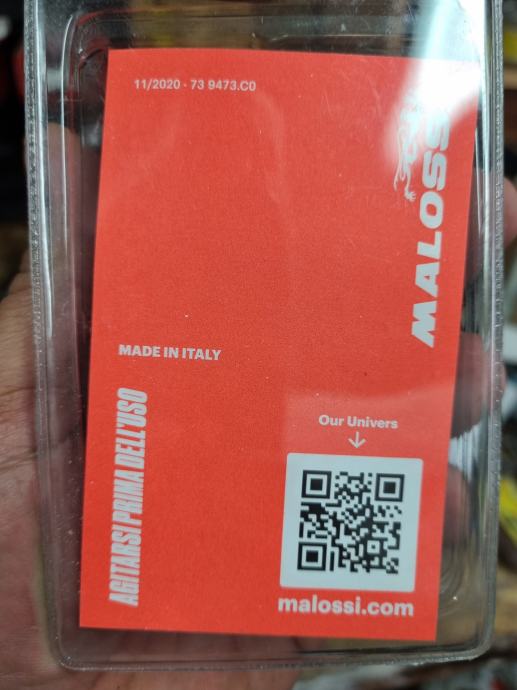 11/2020 - 73 9473.C0
MALOSSI
MADE IN ITALY
AGITARSI PRIMA DELL'USO
Our Univers
malossi.com